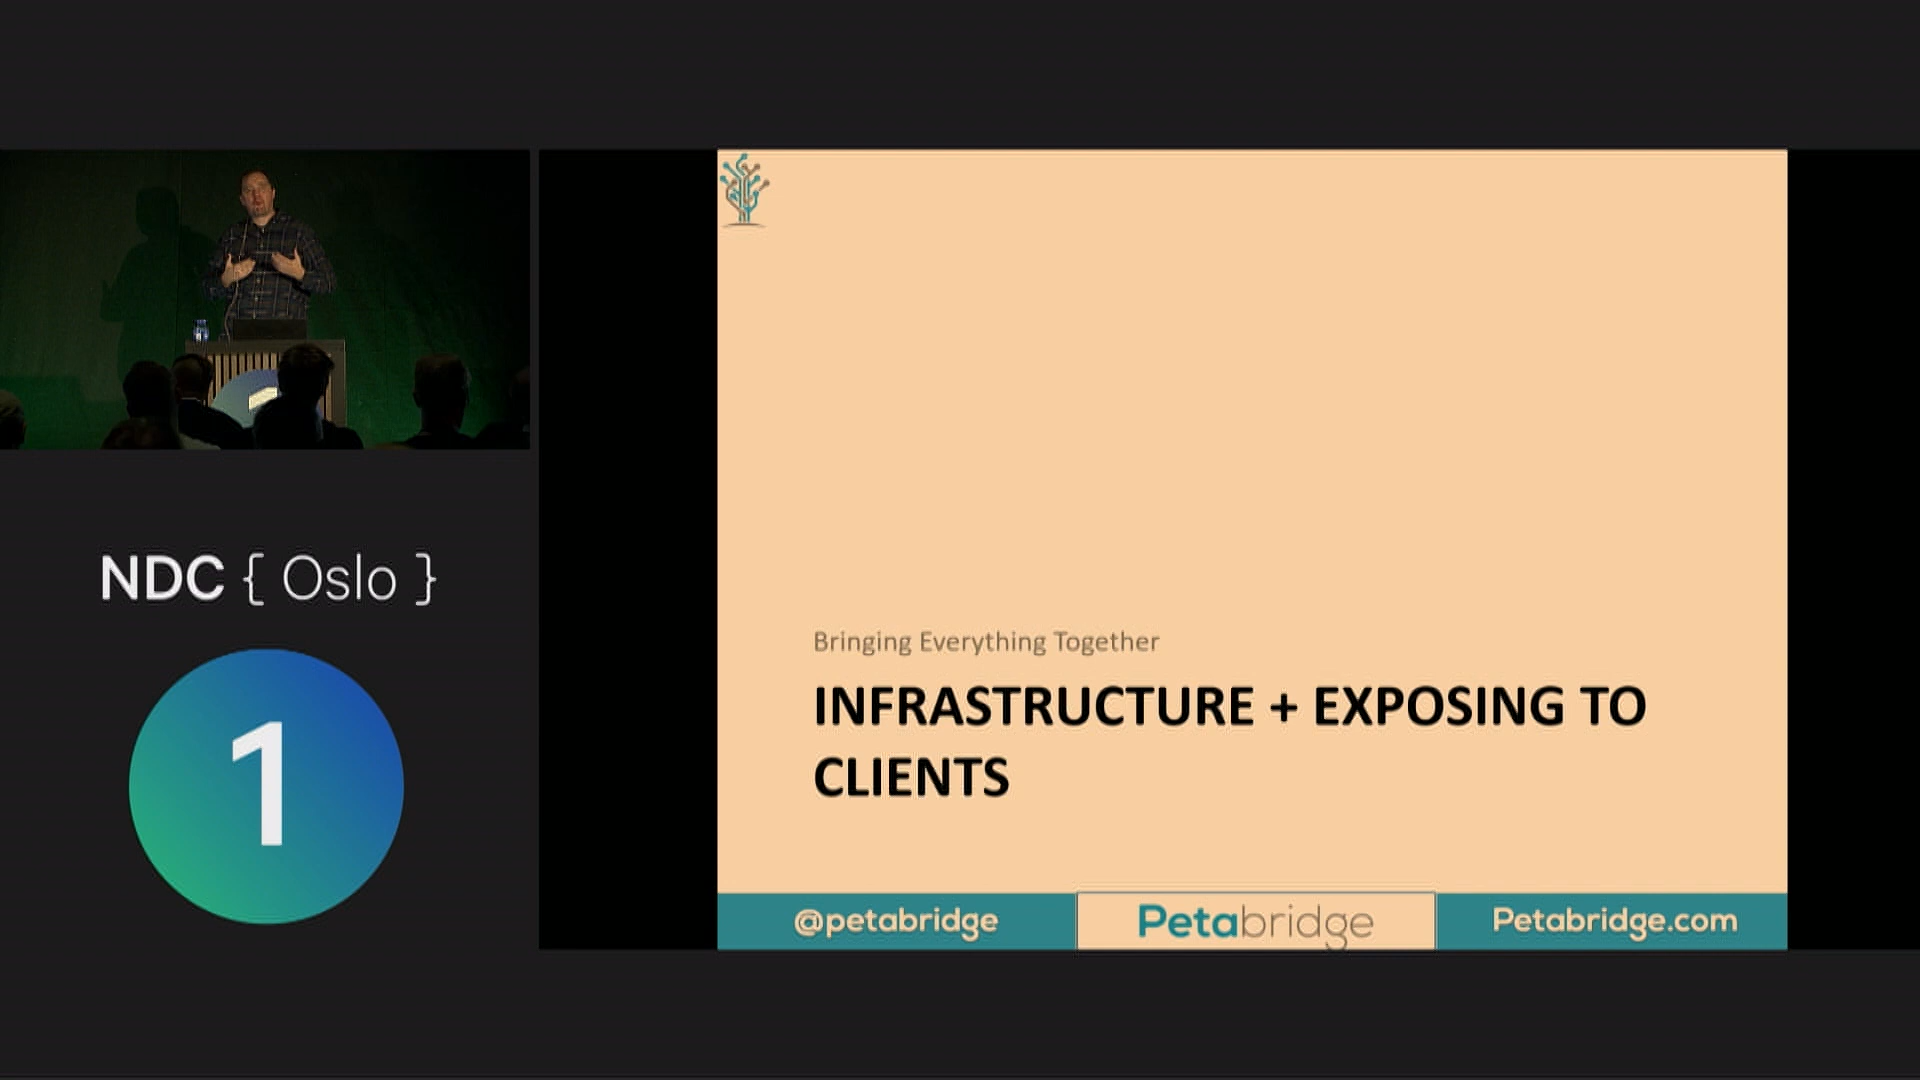 NDC { Oslo }
1
Bringing Everything Together
INFRASTRUCTURE + EXPOSING TO
CLIENTS
@petabridge
Petabridge
Petabridge.com